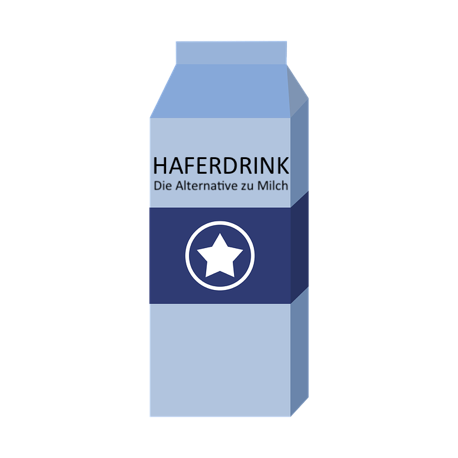 HAFERDRINK
Die Alternative zu Milch